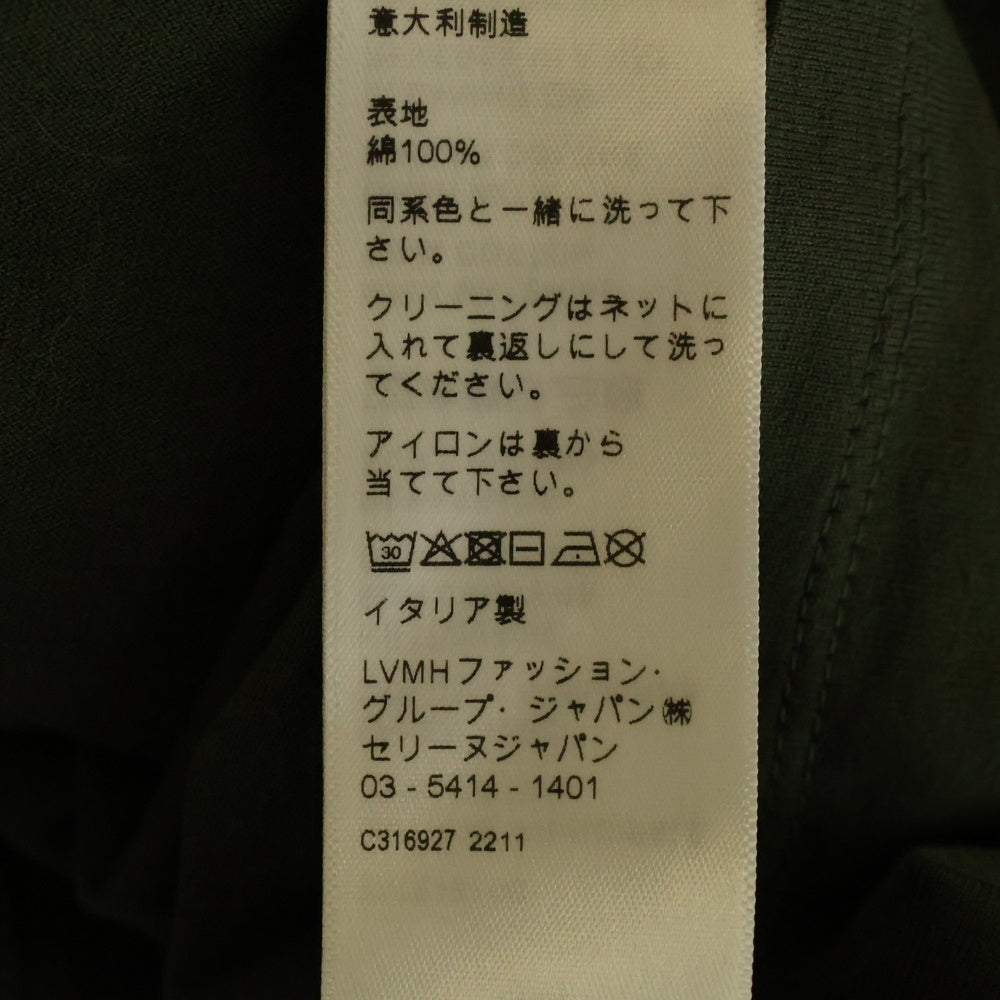 意大利制造
表地
綿100%
同系色と一緒に洗って下
さい。
クリーニングはネットに
入れて裏返しにして洗っ
てください。
アイロンは裏から
当てて下さい。
30
イタリア製
LVMHファッション·
グループ· ジャパン㈱
セリーヌジャパン
03 - 5414 - 1401
C316927 2211